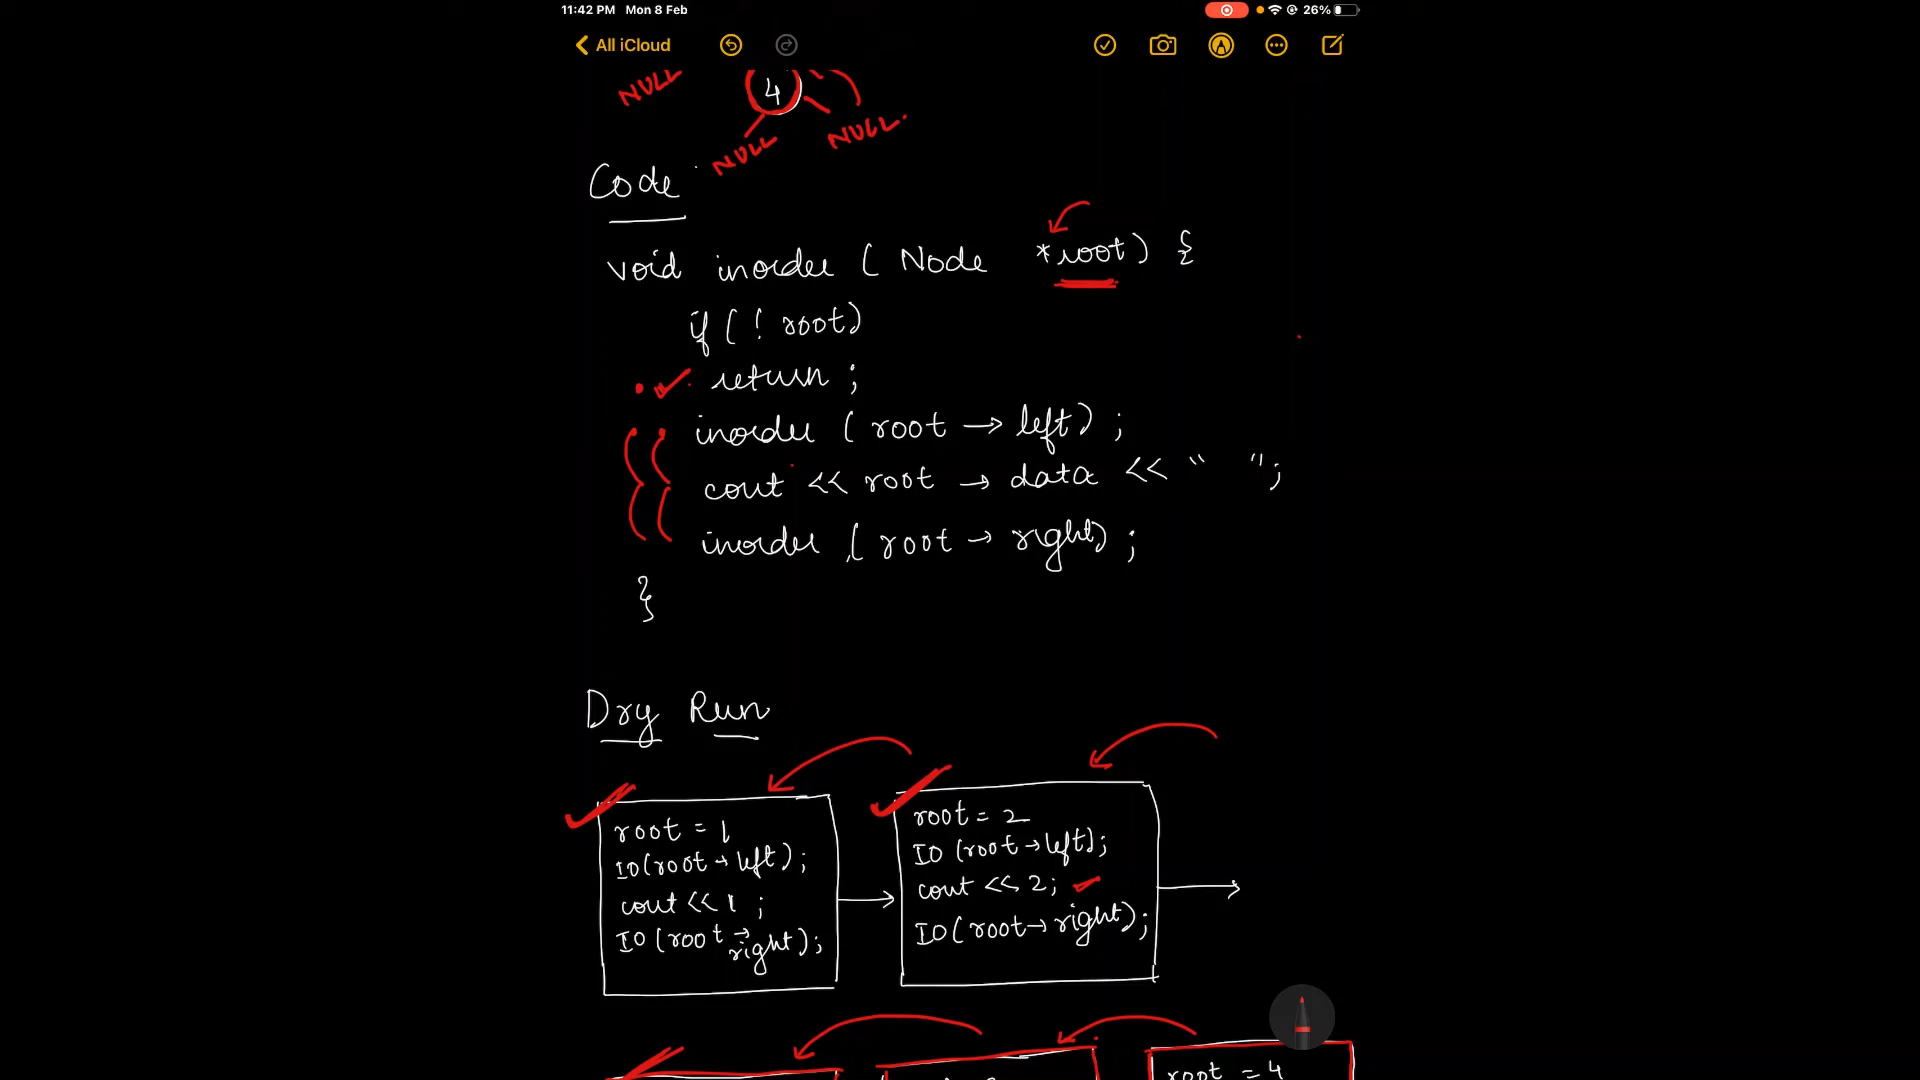 11:42 PM Mon 8 Feb
26%
All iCloud
NULL
4
NULL
NULL
Code
void inorder ( Node *root) {
if ( ! root)
return ;
inorder ( root → left) ;
cout << root → data << " ";
inorder ( root → right) ;
}
Dry Run
root = 1
IO(root → left);
cout << 1 ;
IO (root →
right);
root = 2
IO (root → left);
cout << 2;
IO( root → right);
root = 4